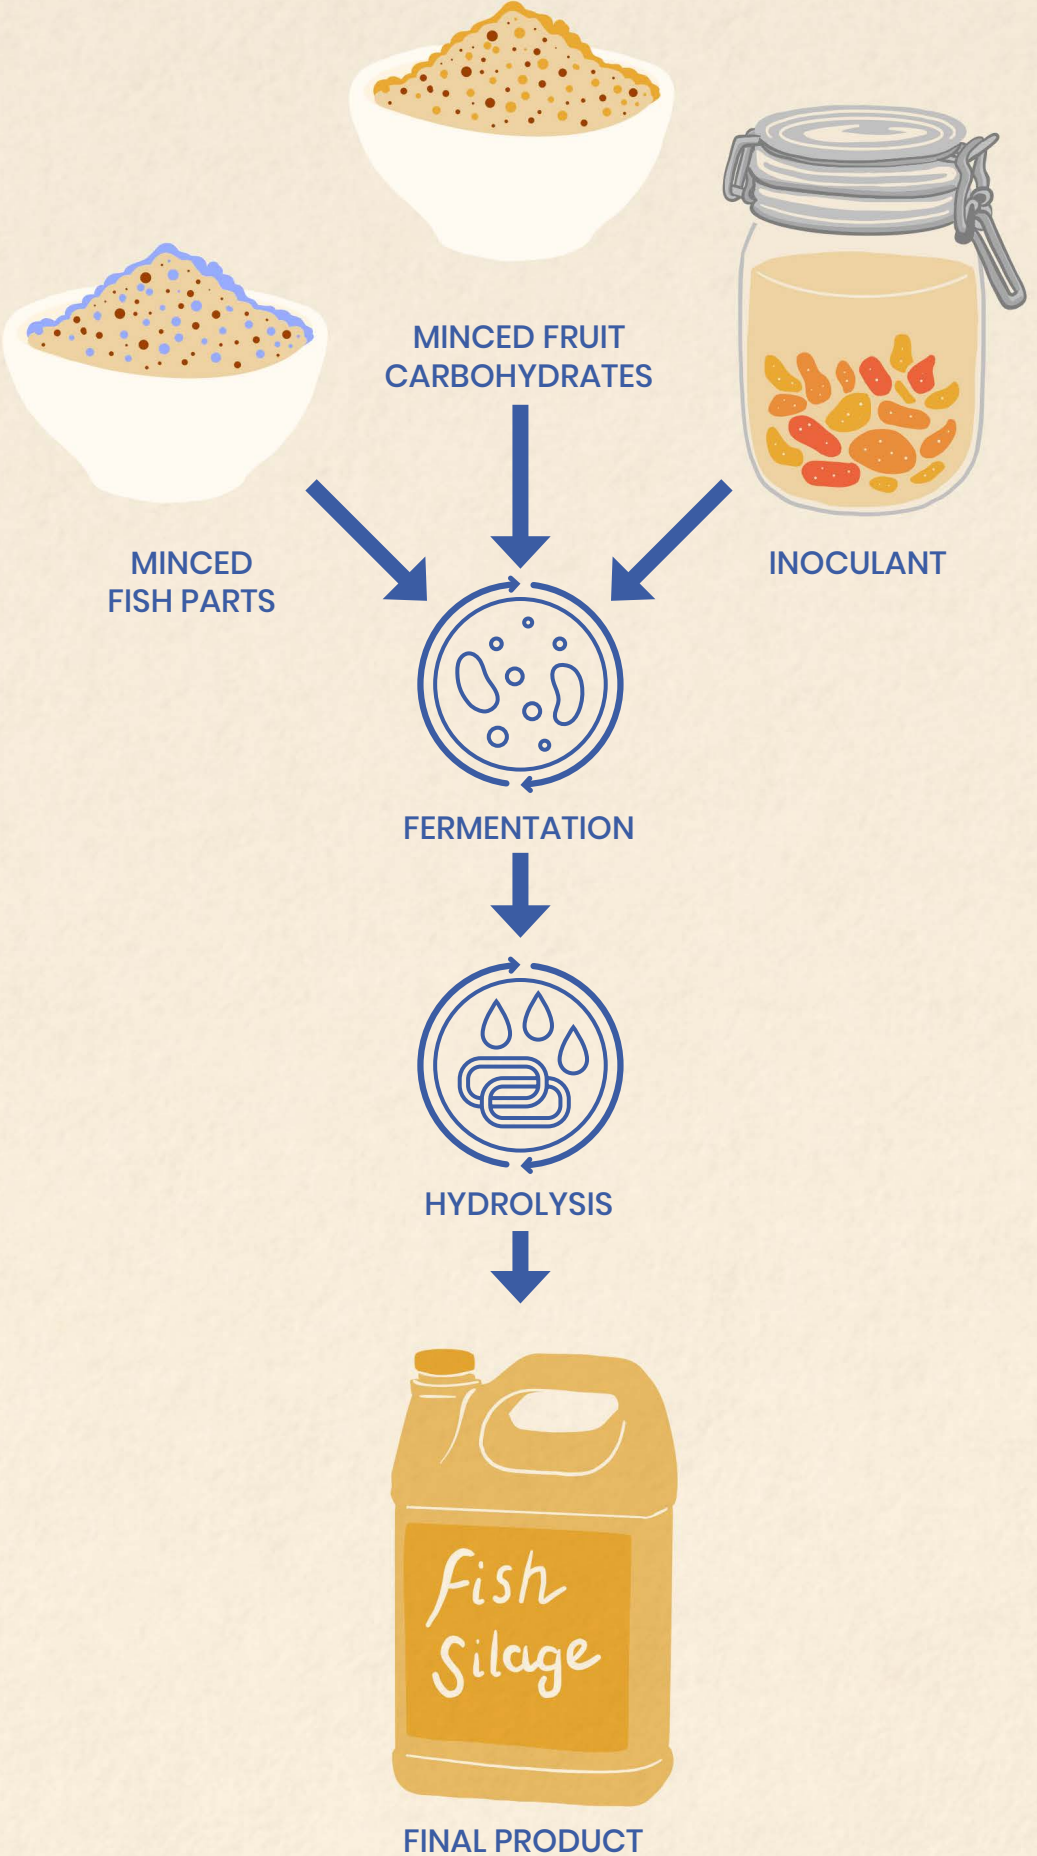 MINCED FRUIT
CARBOHYDRATES
MINCED
FISH PARTS
INOCULANT
FERMENTATION
HYDROLYSIS
Fish
Silage
FINAL PRODUCT